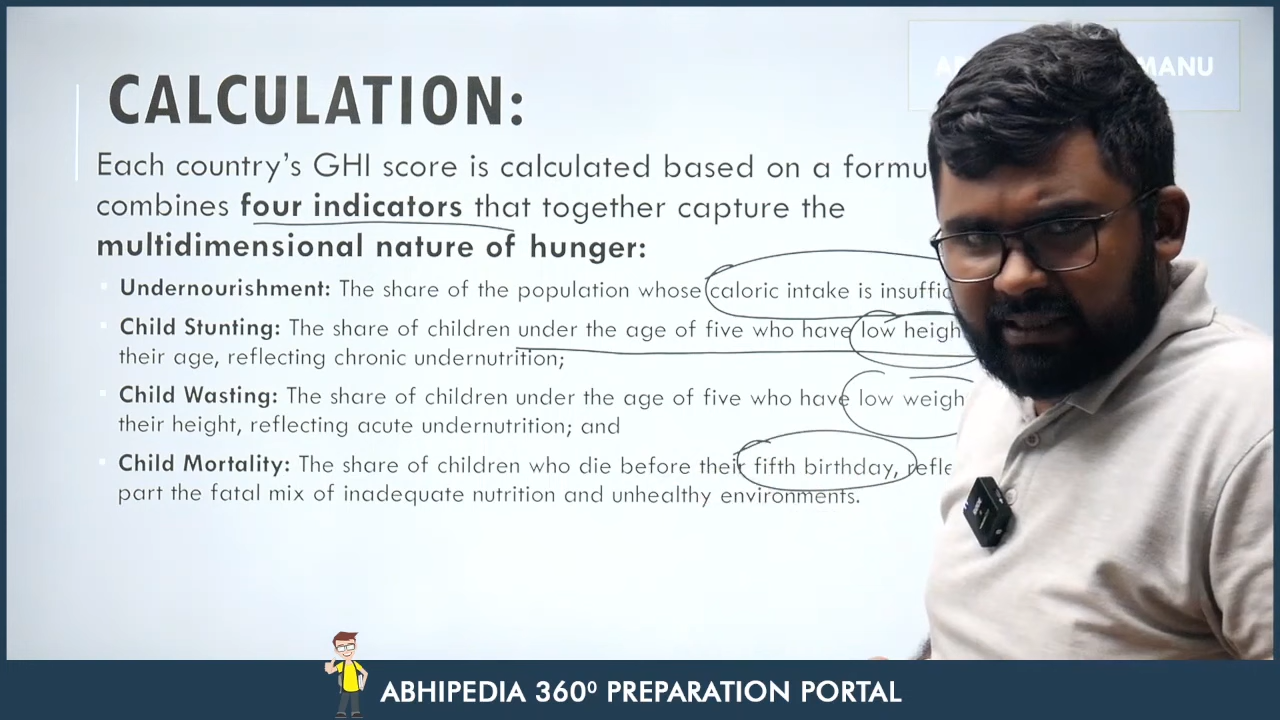 MANU
CALCULATION:
Each country’s GHI score is calculated based on a formu
combines four indicators that together capture the
multidimensional nature of hunger:
Undernourishment: The share of the population whose caloric intake is insuffic
Child Stunting: The share of children under the age of five who have low heigh
their age, reflecting chronic undernutrition;
Child Wasting: The share of children under the age of five who have low weigh
their height, reflecting acute undernutrition; and
Child Mortality: The share of children who die before their fifth birthday, refle
part the fatal mix of inadequate nutrition and unhealthy environments.
ABHIPEDIA 360⁰ PREPARATION PORTAL